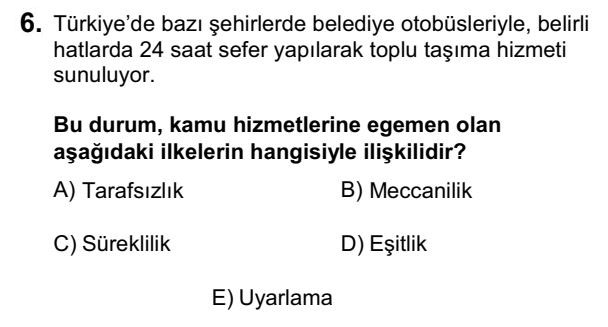 6. Türkiye’de bazı şehirlerde belediye otobüsleriyle, belirli
hatlarda 24 saat sefer yapılarak toplu taşıma hizmeti
sunuluyor.
Bu durum, kamu hizmetlerine egemen olan
aşağıdaki ilkelerin hangisiyle ilişkilidir?
A) Tarafsızlık B) Meccanilik
C) Süreklilik D) Eşitlik
E) Uyarlama